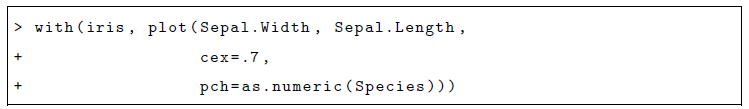 > with(iris, plot(Sepal.Width, Sepal.Length,
+                 cex=.7,
+                 pch=as.numeric(Species)))